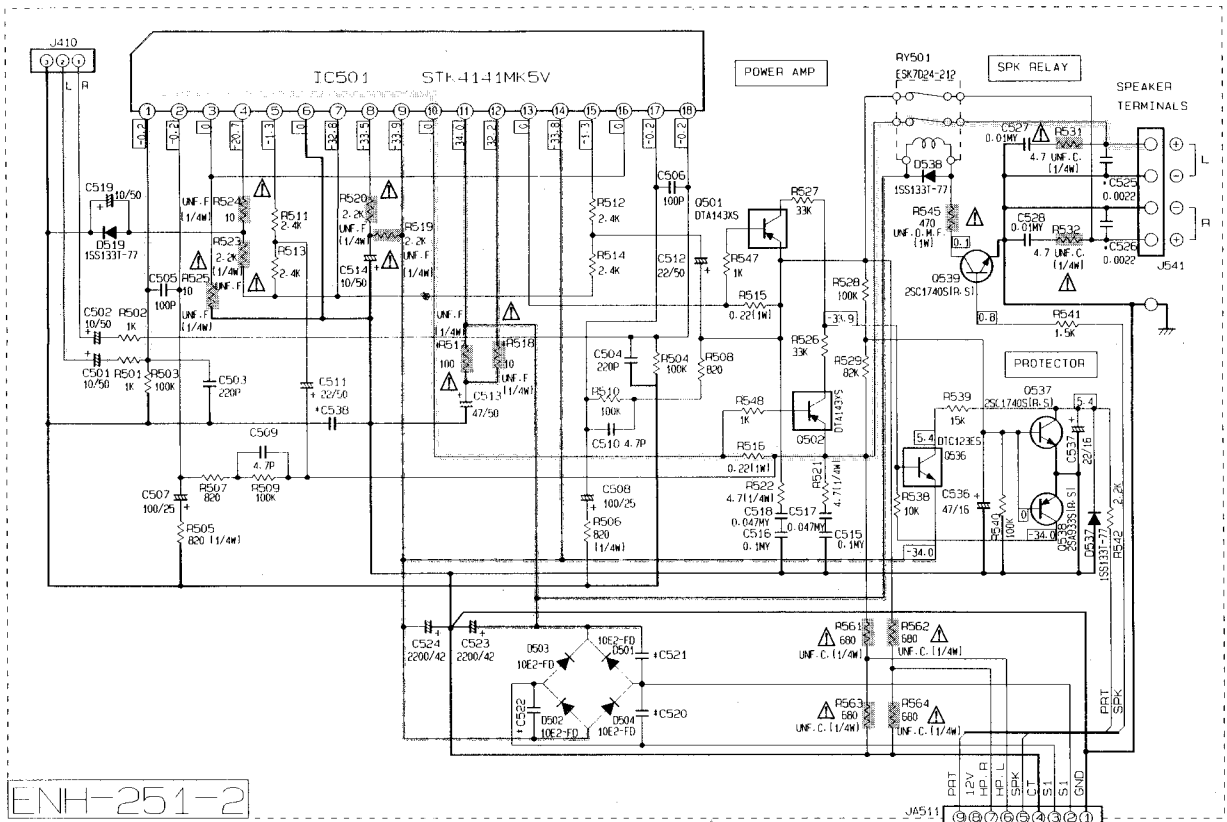 J410
③ ② ①
L R
IC501 STK4141MK5V
POWER AMP
RY501
ESK7D24-212
SPK RELAY
SPEAKER
TERMINALS
① ② ③ ④ ⑤ ⑥ ⑦ ⑧ ⑨ ⑩ ⑪ ⑫ ⑬ ⑭ ⑮ ⑯ ⑰ ⑱
-0.2
-0.2
0
-20.7
-1.3
0
-32.8
-33.5
-33.9
0
34.0
32.2
0
-33.8
-1.3
0
-0.2
-0.2
C519
10/50
D519
1SS133T-77
UNF.F
(1/4W)
R524
10
R523
2.2K
(1/4W)
UNF.F
R525
10
UNF.F
(1/4W)
R511
2.4K
R513
2.4K
R520
2.2K
UNF.F
(1/4W)
R519
2.2K
UNF.F
(1/4W)
C514
10/50
R512
2.4K
R514
2.4K
C506
100P
Q501
DTA143XS
R527
33K
C512
22/50
R547
1K
R515
0.22(1W)
R528
100K
D538
1SS133T-77
R545
470
UNF.O.M.F
(1W)
0.1
Q539
2SC1740S(R.S)
0.8
C527
0.01MY
R531
4.7 UNF.C.
(1/4W)
C528
0.01MY
R532
4.7 UNF.C.
(1/4W)
*C525
0.0022
*C526
0.0022
+
-
-
+
L
R
J541
R541
1.5K
C505
100P
C502
10/50
R502
1K
C501
10/50
R501
1K
R503
100K
C503
220P
C511
22/50
*C538
UNF.F
(1/4W)
*R517
100
*R518
10
UNF.F
(1/4W)
C513
47/50
C504
220P
R504
100K
R508
820
R510
100K
C510 4.7P
-33.9
R526
33K
R529
82K
R548
1K
Q502
DTA143XS
R516
0.22(1W)
PROTECTOR
R539
15K
Q537
2SC1740S(R.S)
5.4
5.4
DTC123ES
Q536
C537
22/16
C509
4.7P
R509
100K
R507
820
C507
100/25
R505
820 (1/4W)
C508
100/25
R506
820
(1/4W)
R522
4.7(1/4W)
R521
4.7(1/4W)
C518
0.047MY
C517
0.047MY
C516
0.1MY
C515
0.1MY
R538
10K
C536
47/16
R540
100K
0
-34.0
Q538
2SA933S(R.S)
-34.0
D537
1SS133T-77
2.2K
R542
C524
2200/42
C523
2200/42
10E2-FD
D501
D503
10E2-FD
*C521
*C522
D502
10E2-FD
D504
10E2-FD
*C520
R561
680
UNF.C.(1/4W)
R562
680
UNF.C.(1/4W)
R563
680
UNF.C.(1/4W)
R564
680
UNF.C.(1/4W)
PRT
SPK
PRT
12V
HP.R
HP.L
SPK
CT
S1
S1
GND
ENH-251-2
JA511
⑨ ⑧ ⑦ ⑥ ⑤ ④ ③ ② ①